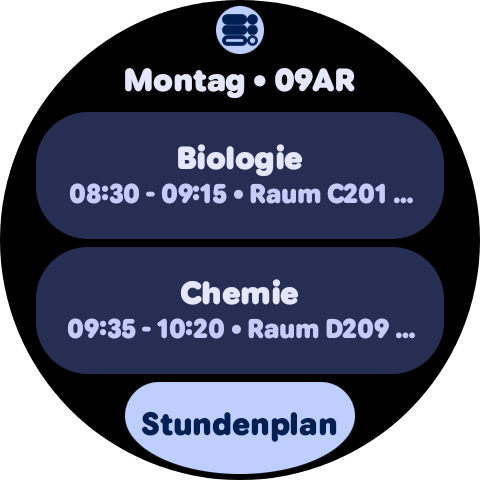 Montag • 09AR
Biologie
08:30 - 09:15 • Raum C201 ...
Chemie
09:35 - 10:20 • Raum D209 ...
Stundenplan